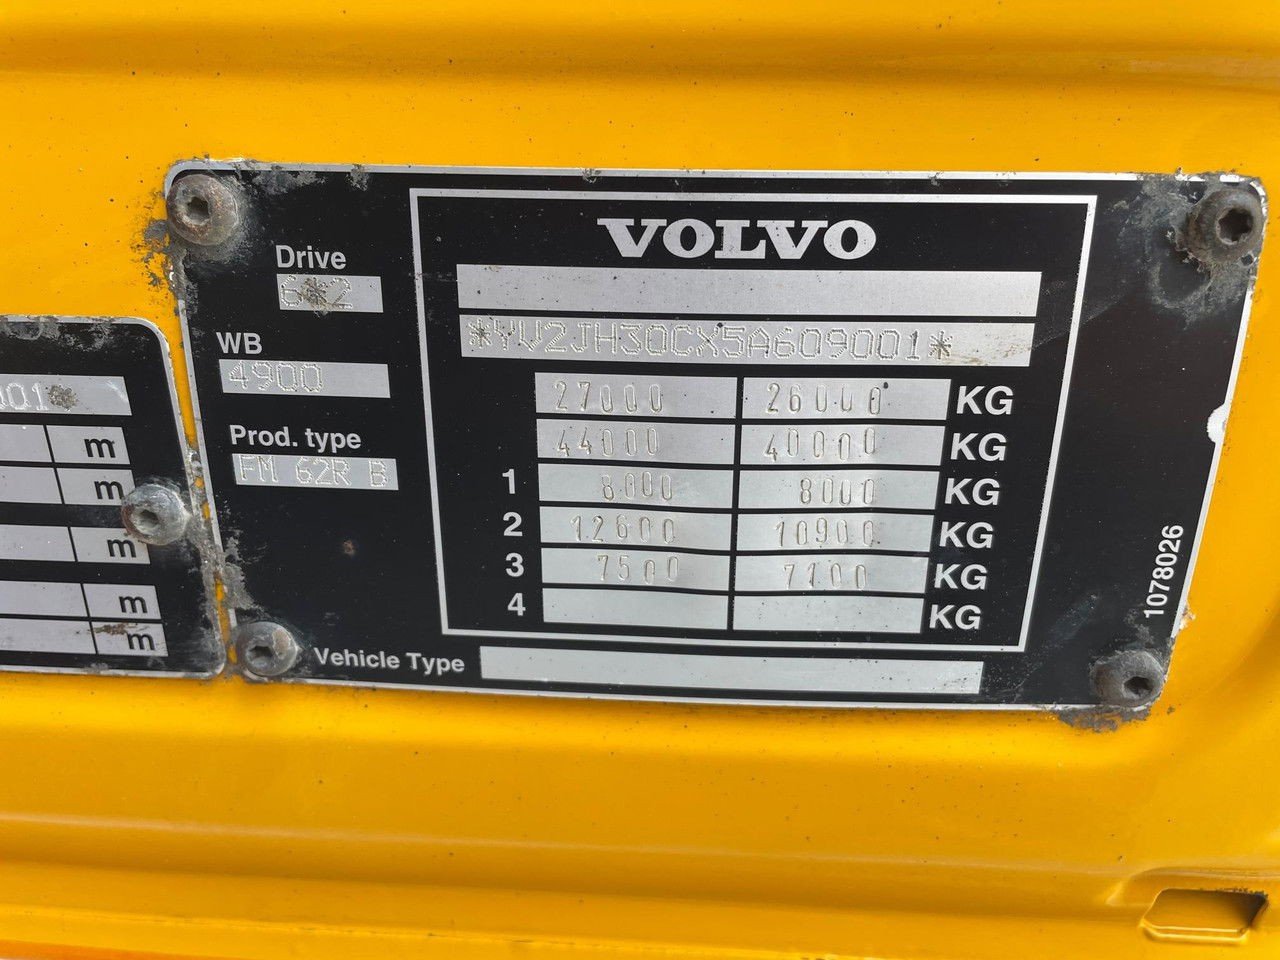 001*
m
m
m
m
m
VOLVO
Drive
6*2
*YV2JH30CX5A609001*
WB
4900
27000 26000 KG
44000 40000 KG
Prod. type
FM 62R B
1 8000 8000 KG
2 12600 10900 KG
3 7500 7100 KG
4 KG
Vehicle Type
1078026